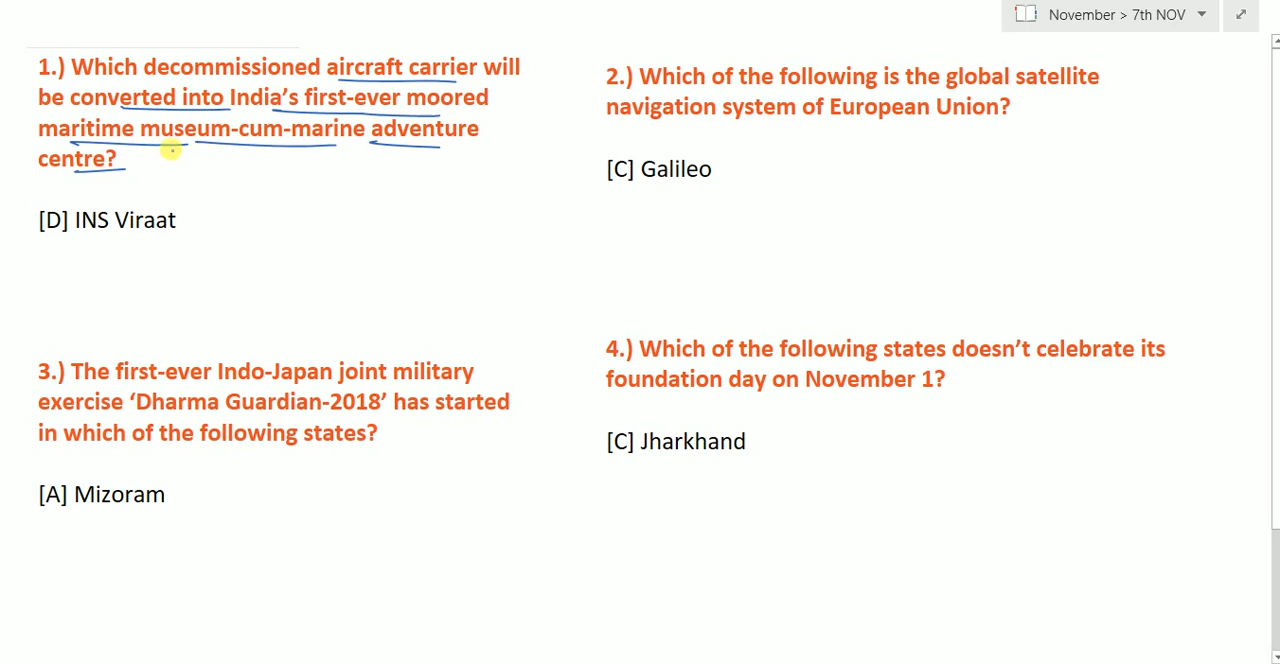 November > 7th NOV
1.) Which decommissioned aircraft carrier will
be converted into India’s first-ever moored
maritime museum-cum-marine adventure
centre?
[D] INS Viraat
2.) Which of the following is the global satellite
navigation system of European Union?
[C] Galileo
3.) The first-ever Indo-Japan joint military
exercise ‘Dharma Guardian-2018’ has started
in which of the following states?
[A] Mizoram
4.) Which of the following states doesn’t celebrate its
foundation day on November 1?
[C] Jharkhand